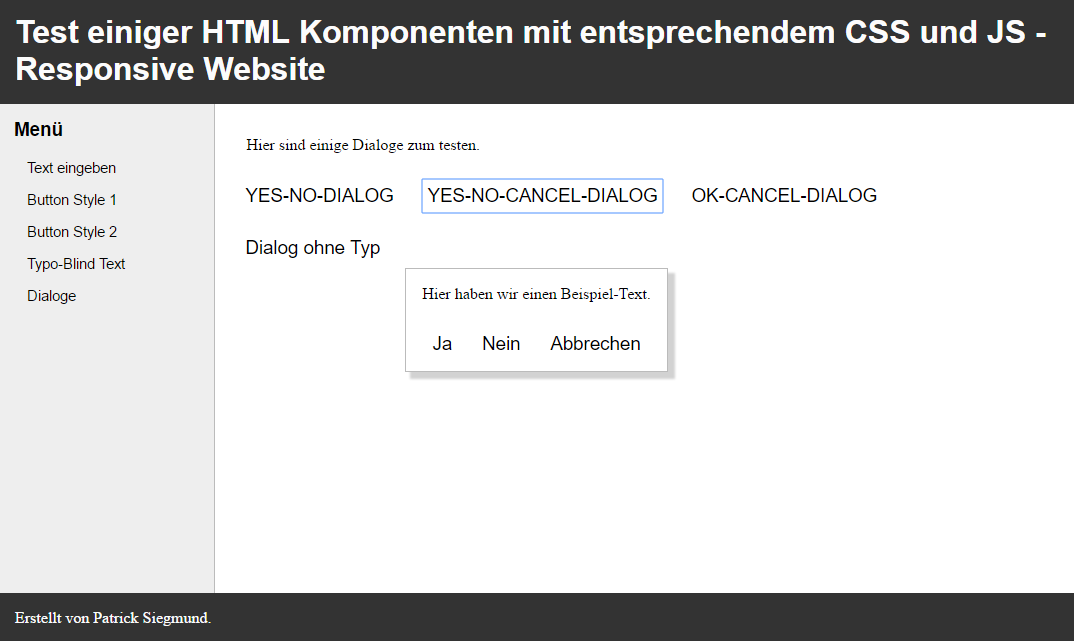 Test einiger HTML Komponenten mit entsprechendem CSS und JS -
Responsive Website
Menü
Text eingeben
Button Style 1
Button Style 2
Typo-Blind Text
Dialoge
Hier sind einige Dialoge zum testen.
YES-NO-DIALOG YES-NO-CANCEL-DIALOG OK-CANCEL-DIALOG
Dialog ohne Typ
Hier haben wir einen Beispiel-Text.
Ja Nein Abbrechen
Erstellt von Patrick Siegmund.